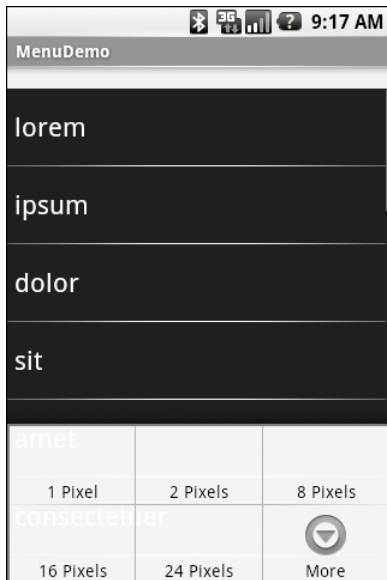 3G 9:17 AM
MenuDemo
lorem
ipsum
dolor
sit
amet
1 Pixel 2 Pixels 8 Pixels
consectetuer
16 Pixels 24 Pixels More